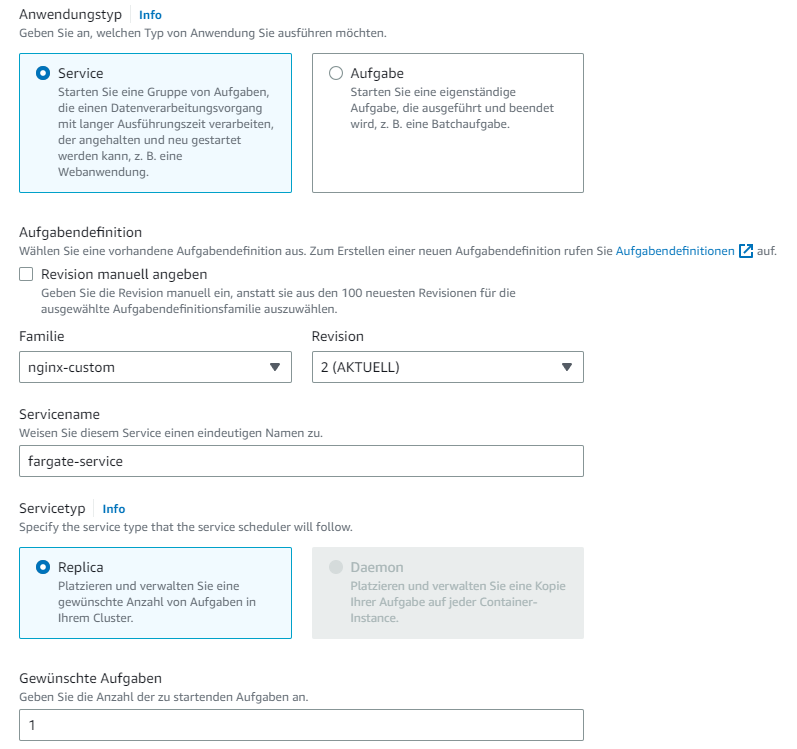 Anwendungstyp Info
Geben Sie an, welchen Typ von Anwendung Sie ausführen möchten.
Service
Starten Sie eine Gruppe von Aufgaben,
die einen Datenverarbeitungsvorgang
mit langer Ausführungszeit verarbeiten,
der angehalten und neu gestartet
werden kann, z. B. eine
Webanwendung.
Aufgabe
Starten Sie eine eigenständige
Aufgabe, die ausgeführt und beendet
wird, z. B. eine Batchaufgabe.
Aufgabendefinition
Wählen Sie eine vorhandene Aufgabendefinition aus. Zum Erstellen einer neuen Aufgabendefinition rufen Sie Aufgabendefinitionen auf.
Revision manuell angeben
Geben Sie die Revision manuell ein, anstatt sie aus den 100 neuesten Revisionen für die
ausgewählte Aufgabendefinitionsfamilie auszuwählen.
Familie
nginx-custom
Revision
2 (AKTUELL)
Servicename
Weisen Sie diesem Service einen eindeutigen Namen zu.
fargate-service
Servicetyp Info
Specify the service type that the service scheduler will follow.
Replica
Platzieren und verwalten Sie eine
gewünschte Anzahl von Aufgaben in
Ihrem Cluster.
Daemon
Platzieren und verwalten Sie eine Kopie
Ihrer Aufgabe auf jeder Container-
Instance.
Gewünschte Aufgaben
Geben Sie die Anzahl der zu startenden Aufgaben an.
1